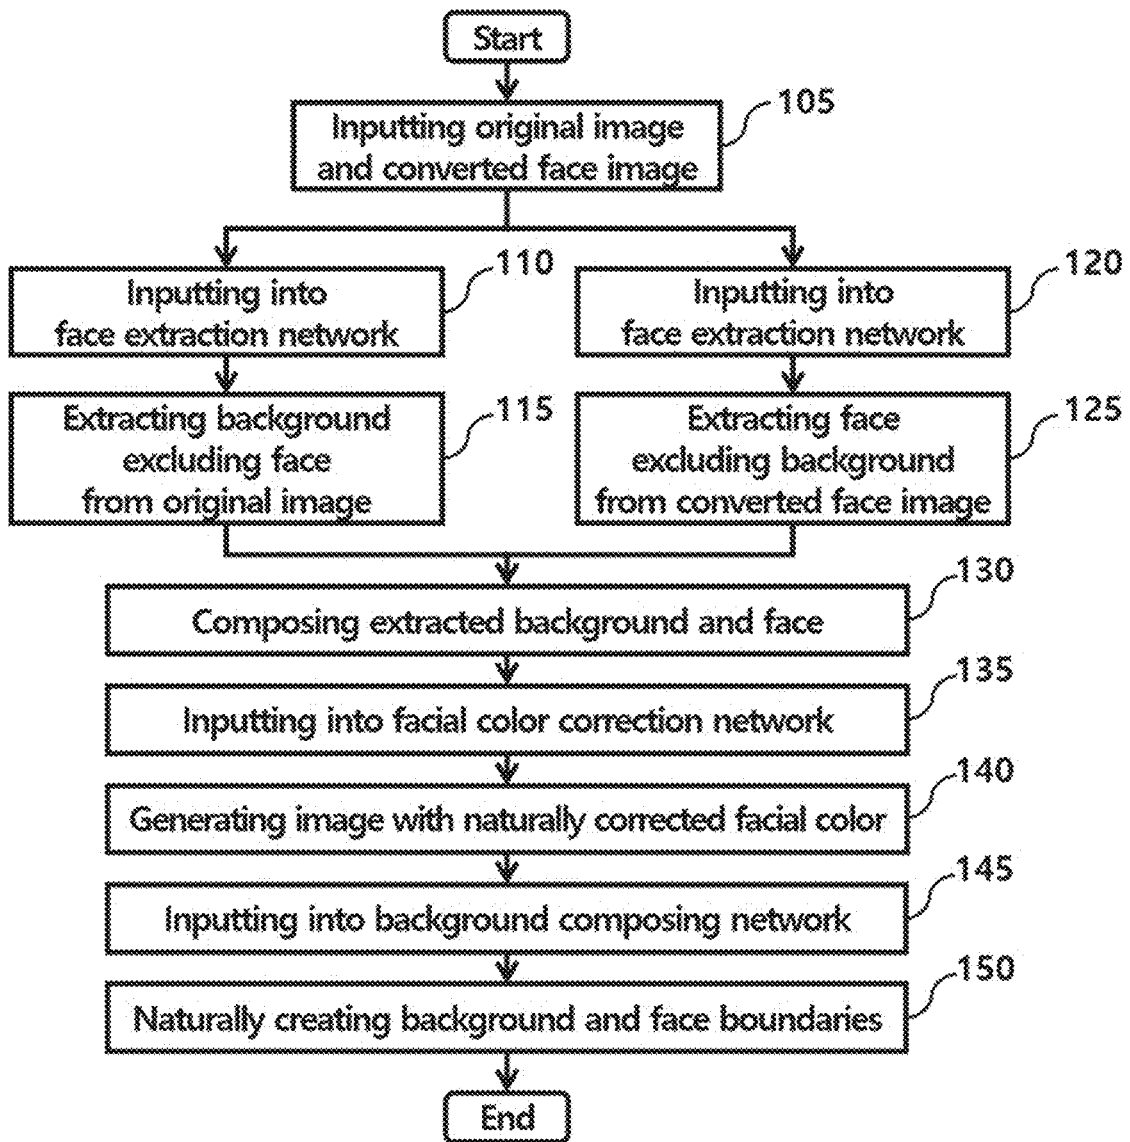 Start
105
Inputting original image
and converted face image
110
Inputting into
face extraction network
120
Inputting into
face extraction network
115
Extracting background
excluding face
from original image
125
Extracting face
excluding background
from converted face image
130
Composing extracted background and face
135
Inputting into facial color correction network
140
Generating image with naturally corrected facial color
145
Inputting into background composing network
150
Naturally creating background and face boundaries
End